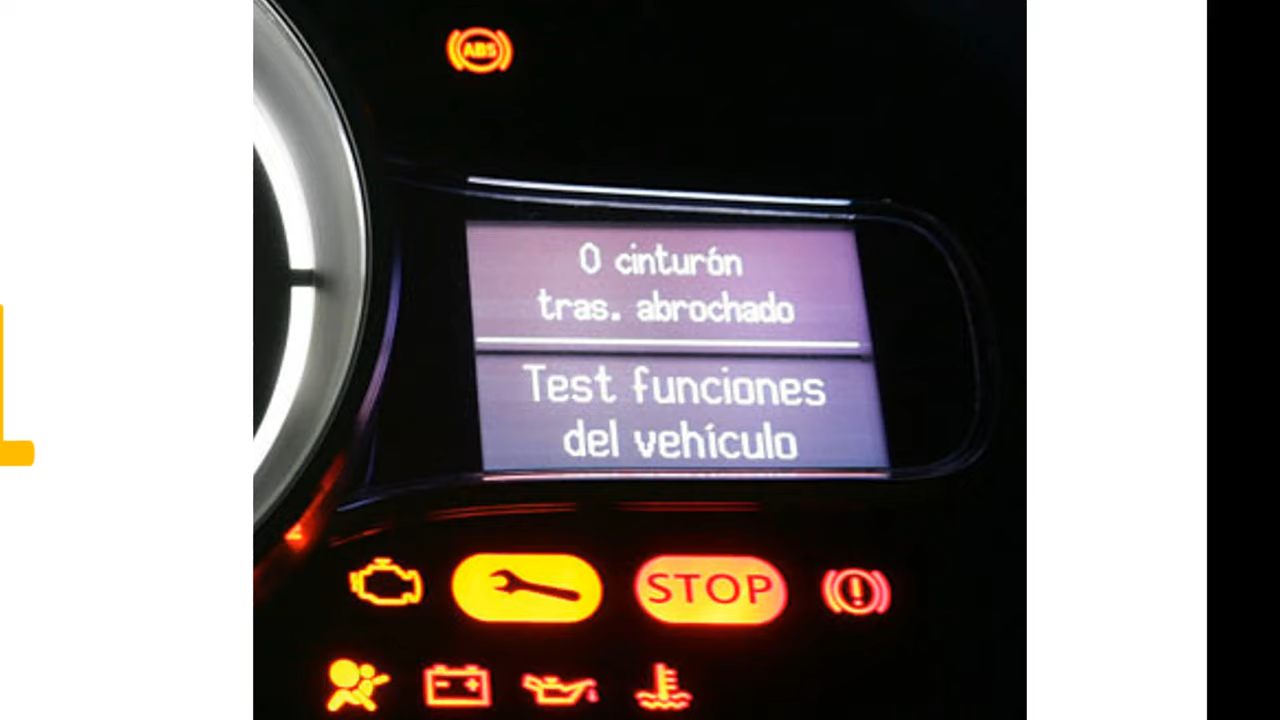 ABS
0 cinturón
tras. abrochado
Test funciones
del vehículo
STOP